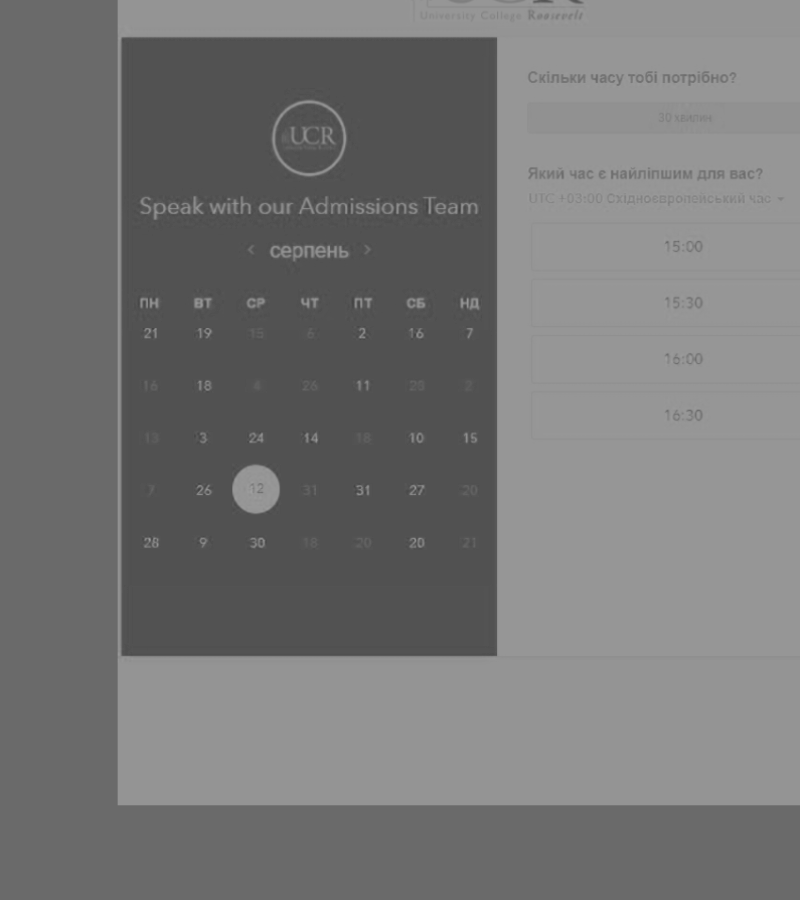 University College Roosevelt
UCR
Speak with our Admissions Team
< серпень >
ПН ВТ СР ЧТ ПТ СБ НД
21 19 15 6 2 16 7
16 18 4 26 11 20 2
13 3 24 14 18 10 15
7 26 12 31 31 27 20
28 9 30 18 20 20 21
Скільки часу тобі потрібно?
30 хвилин
Який час є найліпшим для вас?
UTC +03:00 Східноєвропейський час
15:00
15:30
16:00
16:30